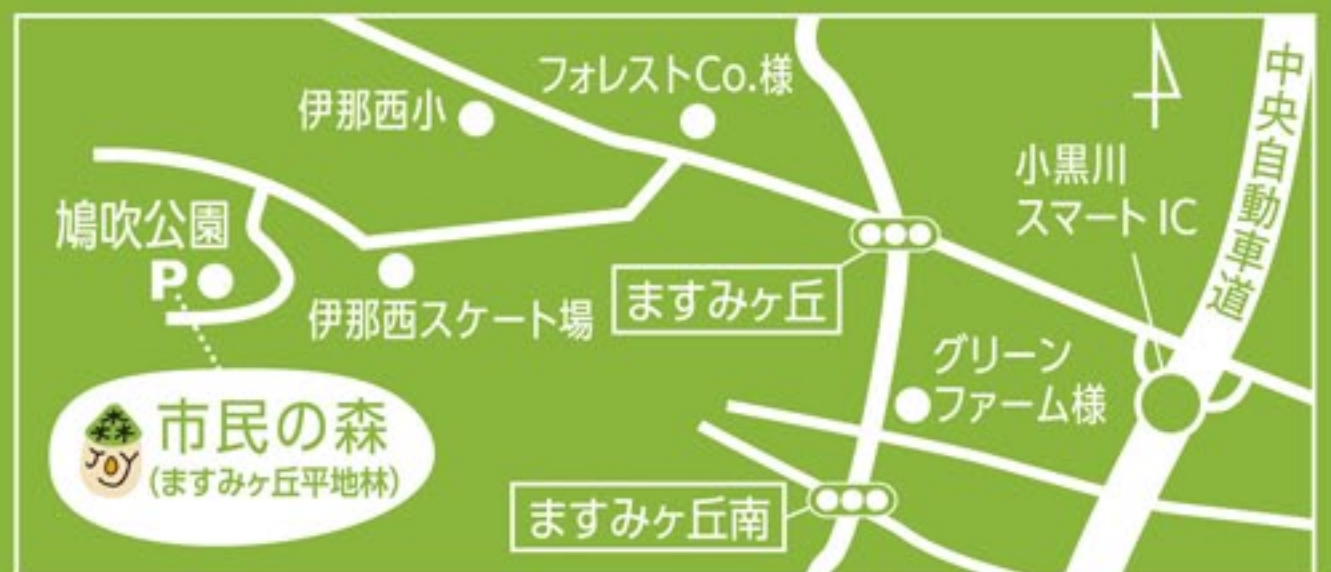 フォレストCo.様
伊那西小
中央自動車道
小黒川
スマートIC
鳩吹公園
P
伊那西スケート場
ますみヶ丘
グリーン
ファーム様
市民の森
(ますみヶ丘平地林)
JOY
ますみヶ丘南